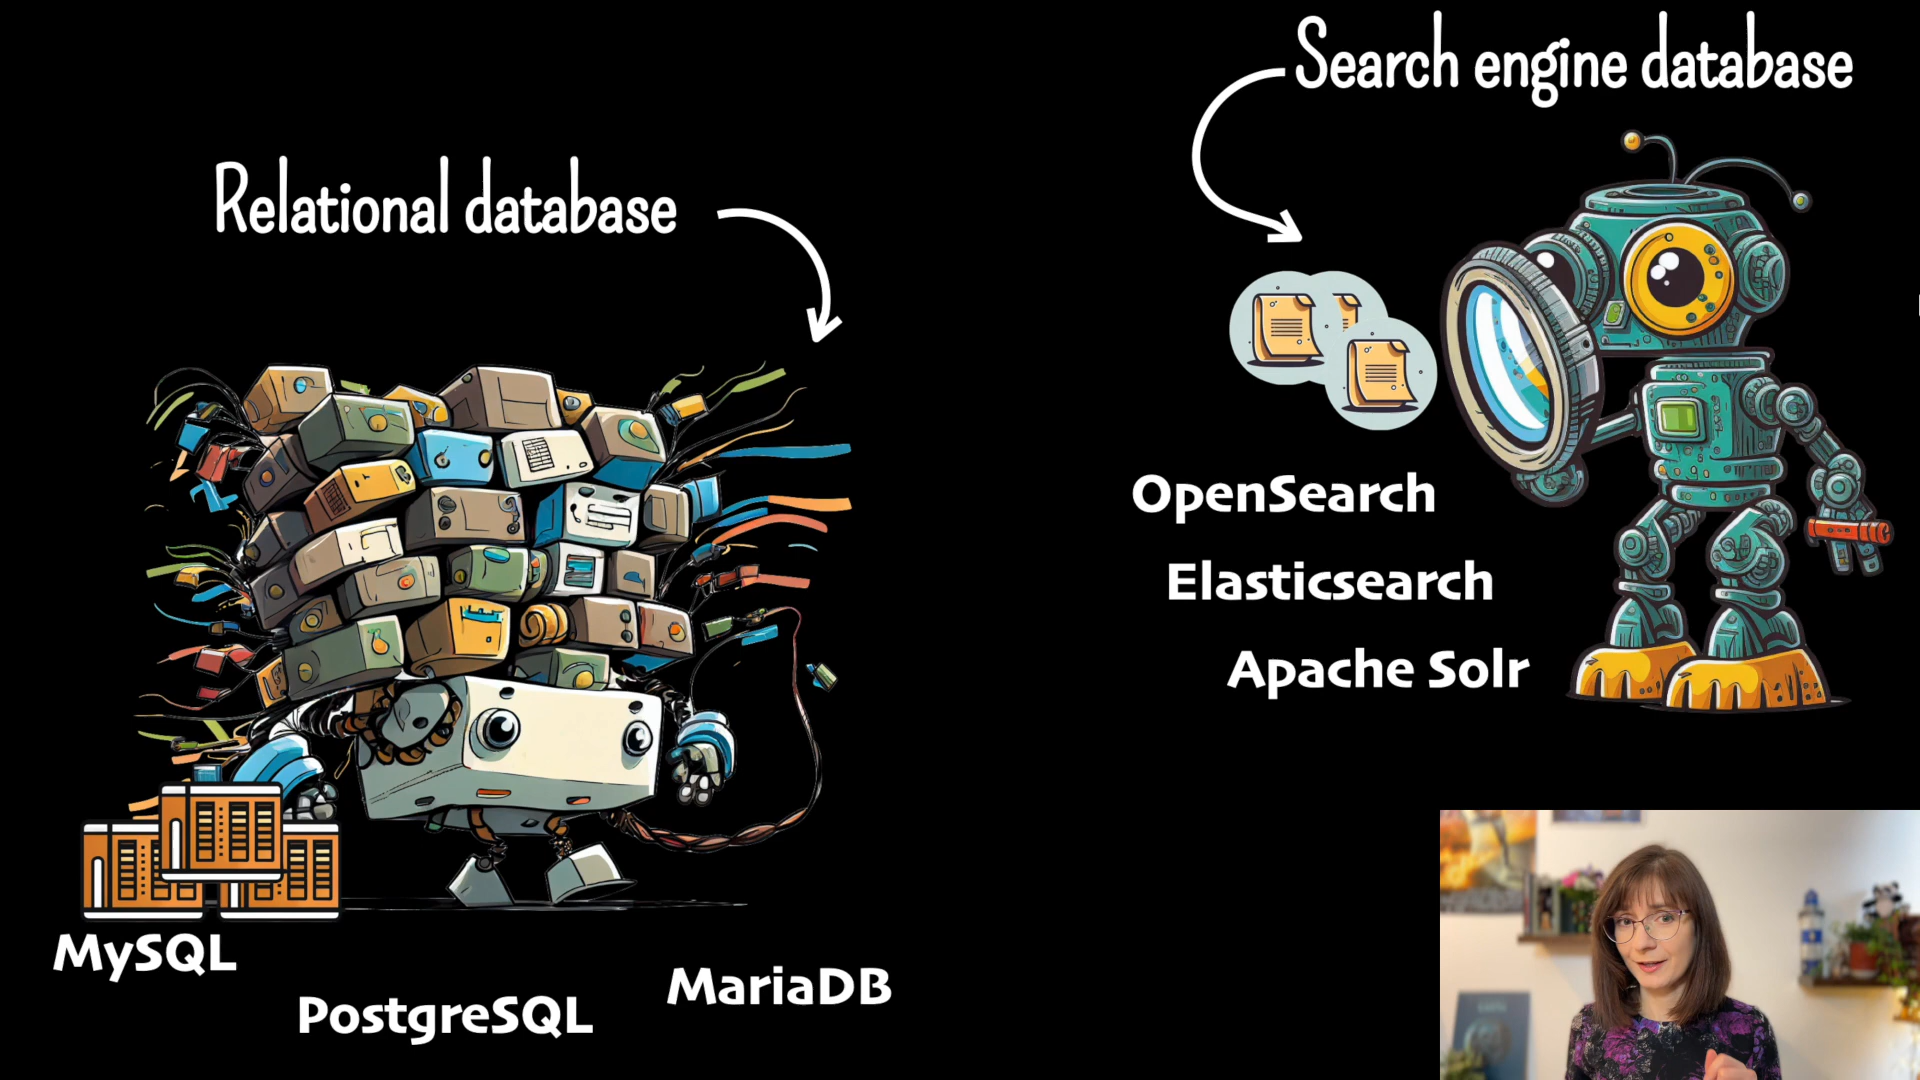 Search engine database
Relational database
OpenSearch
Elasticsearch
Apache Solr
MySQL
PostgreSQL
MariaDB